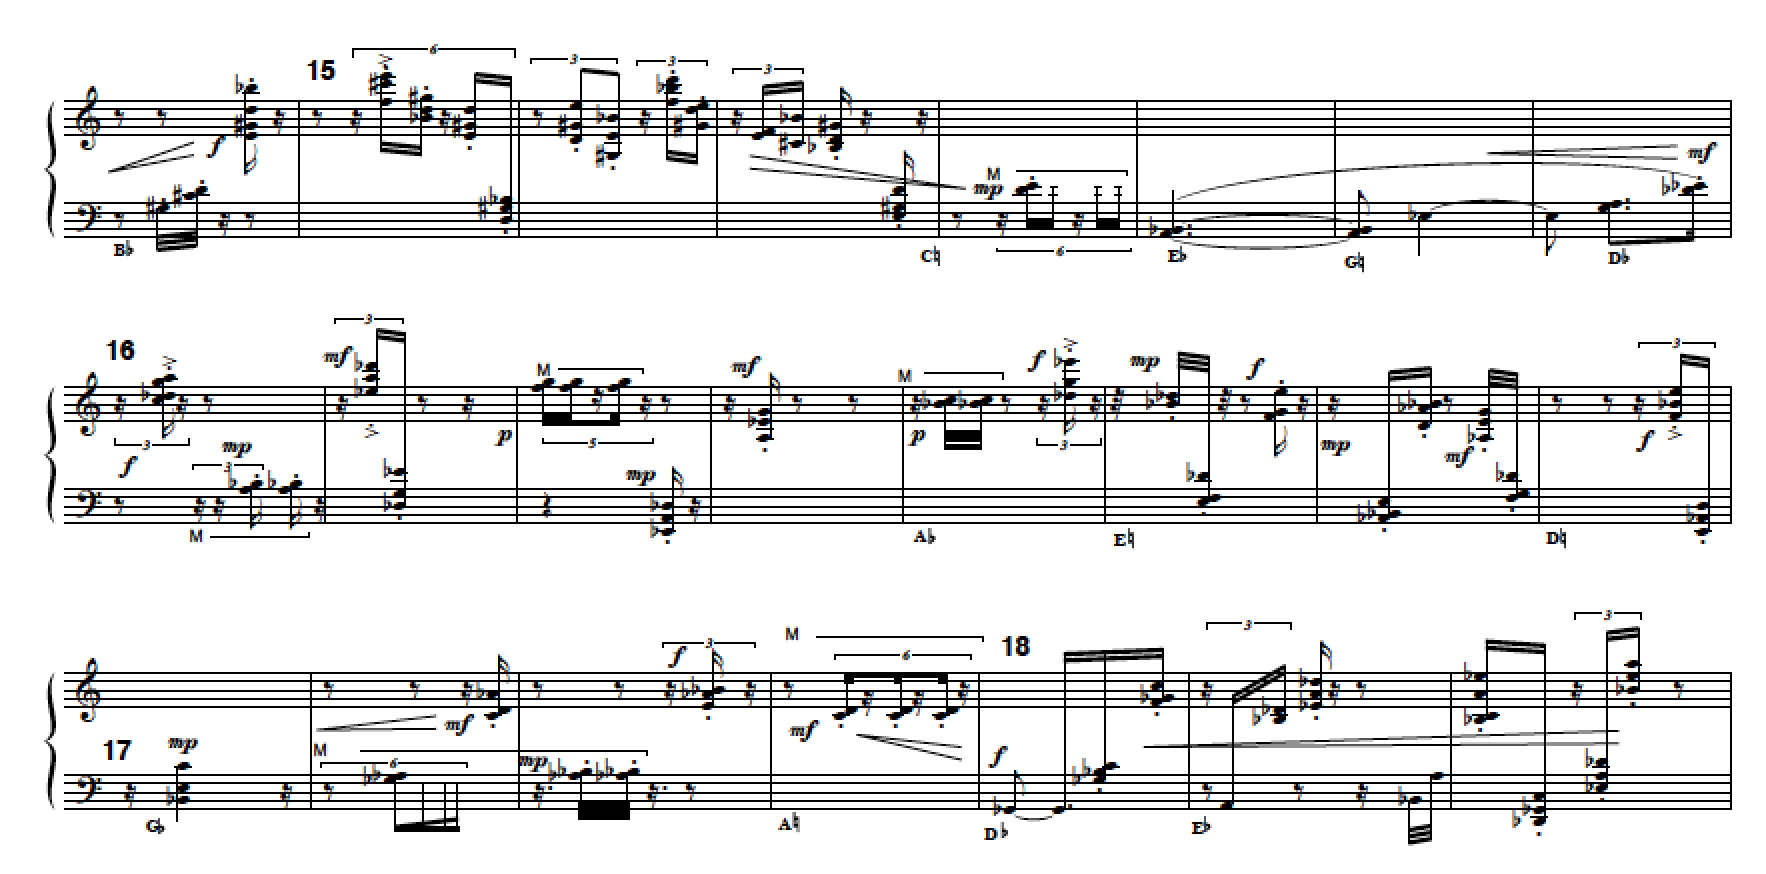 15 6 3 3 3
f M
mp mf
6
B♭ C♮ E♭ G♮ D♭
3 3
16 mf M mf M f mp f
3 p 5 p 3 mp mf f
f mp
3 mp
M A♭ E♮ D♮
3 3
f 3 M 6 18
mf mf
17 mp M f
6 mp
G♭ A♮ D♭ E♭